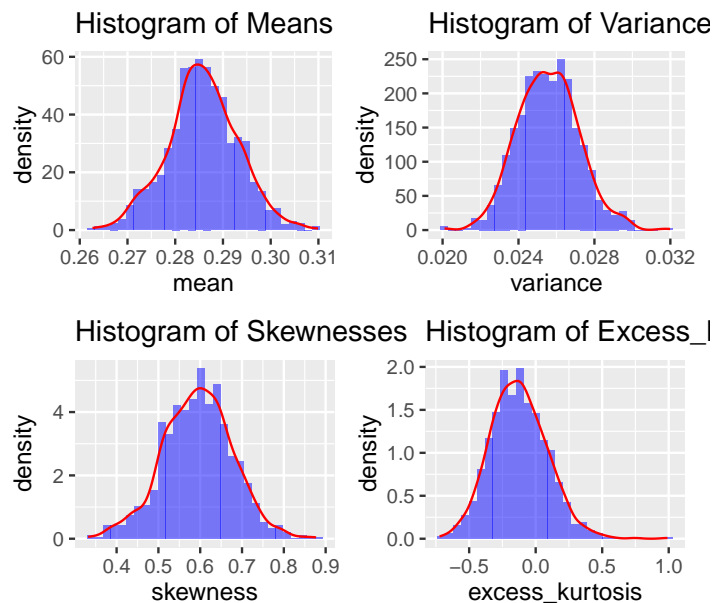 Histogram of Means
60
40
20
0
density
0.26 0.27 0.28 0.29 0.30 0.31
mean
Histogram of Variance
250
200
150
100
50
0
density
0.020 0.024 0.028 0.032
variance
Histogram of Skewnesses
4
2
0
density
0.4 0.5 0.6 0.7 0.8 0.9
skewness
Histogram of Excess_
2.0
1.5
1.0
0.5
0.0
density
−0.5 0.0 0.5 1.0
excess_kurtosis